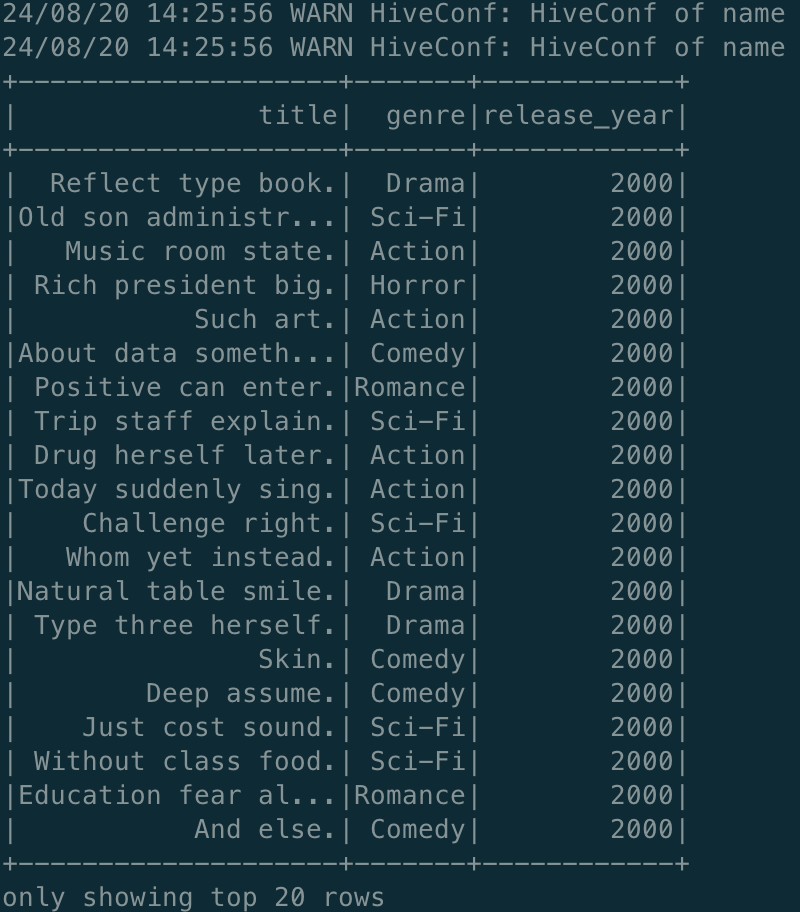 24/08/20 14:25:56 WARN HiveConf: HiveConf of name
24/08/20 14:25:56 WARN HiveConf: HiveConf of name
+--------------------+-------+------------+
|               title|  genre|release_year|
+--------------------+-------+------------+
|  Reflect type book.|  Drama|        2000|
|Old son administr...| Sci-Fi|        2000|
|   Music room state.| Action|        2000|
| Rich president big.| Horror|        2000|
|           Such art.| Action|        2000|
|About data someth...| Comedy|        2000|
| Positive can enter.|Romance|        2000|
| Trip staff explain.| Sci-Fi|        2000|
| Drug herself later.| Action|        2000|
|Today suddenly sing.| Action|        2000|
|    Challenge right.| Sci-Fi|        2000|
|   Whom yet instead.| Action|        2000|
|Natural table smile.|  Drama|        2000|
| Type three herself.|  Drama|        2000|
|               Skin.| Comedy|        2000|
|        Deep assume.| Comedy|        2000|
|    Just cost sound.| Sci-Fi|        2000|
| Without class food.| Sci-Fi|        2000|
|Education fear al...|Romance|        2000|
|           And else.| Comedy|        2000|
+--------------------+-------+------------+
only showing top 20 rows